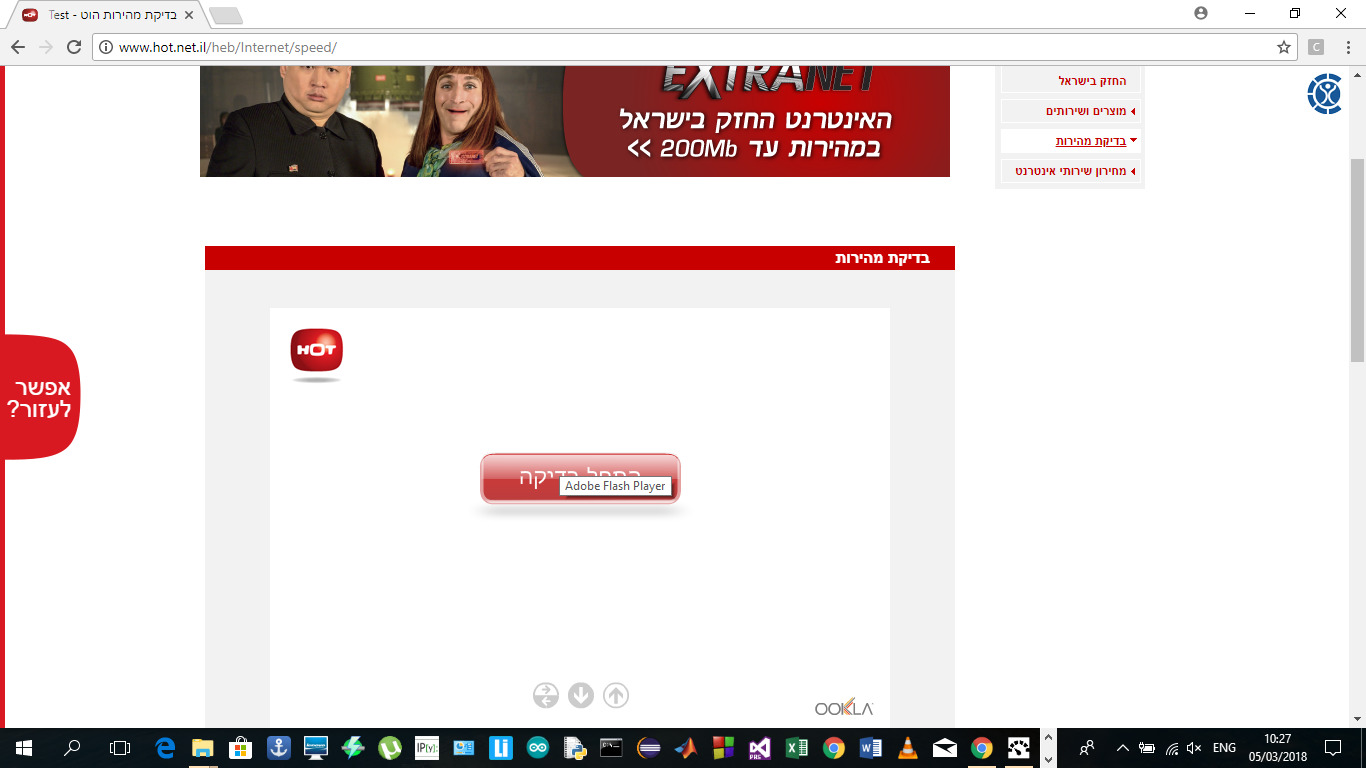 Test - בדיקת מהירות הוט
www.hot.net.il/heb/Internet/speed/
C
EXTRANET
האינטרנט החזק בישראל
במהירות עד 200Mb >>
החזק בישראל
מוצרים ושירותים
בדיקת מהירות
מחירון שירותי אינטרנט
בדיקת מהירות
HOT
אפשר
לעזור?
התחל בדיקה
Adobe Flash Player
OOKLA
ENG
10:27
05/03/2018